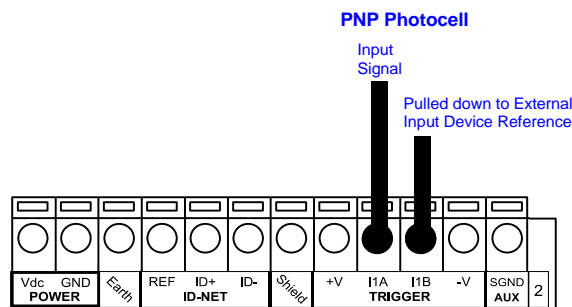 PNP Photocell
Input
Signal
Pulled down to External
Input Device Reference
Vdc GND Earth REF ID+ ID- Shield +V I1A I1B -V SGND 2
POWER ID-NET TRIGGER AUX